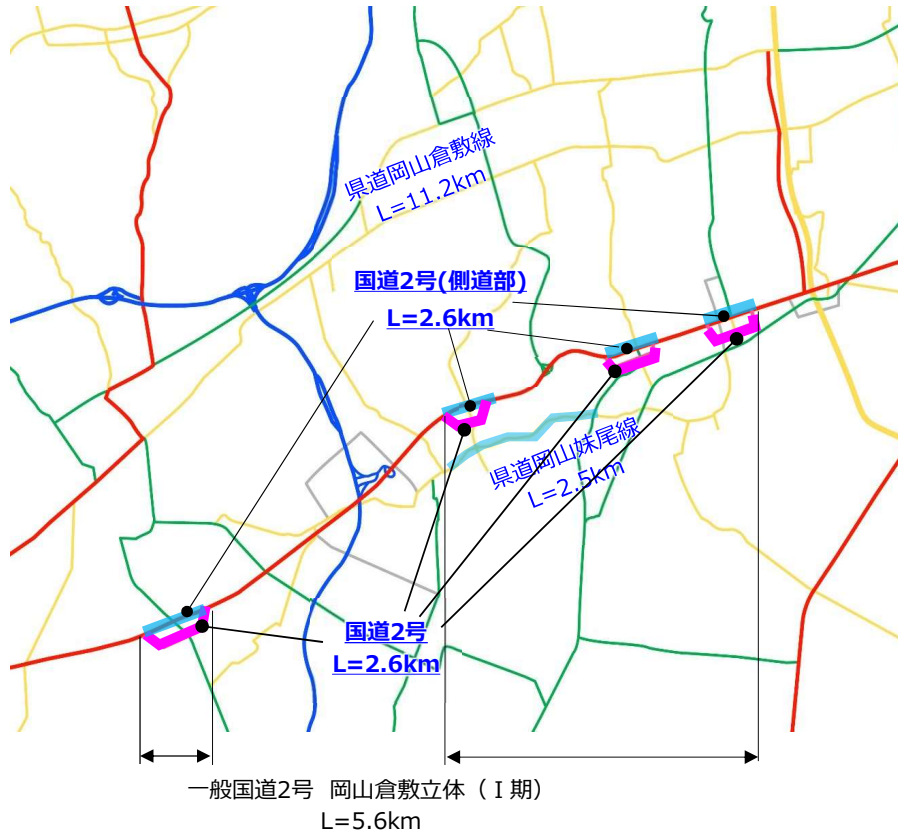 県道岡山倉敷線
L=11.2km
国道2号(側道部)
L=2.6km
県道岡山妹尾線
L=2.5km
国道2号
L=2.6km
一般国道2号 岡山倉敷立体（Ⅰ期）
L=5.6km